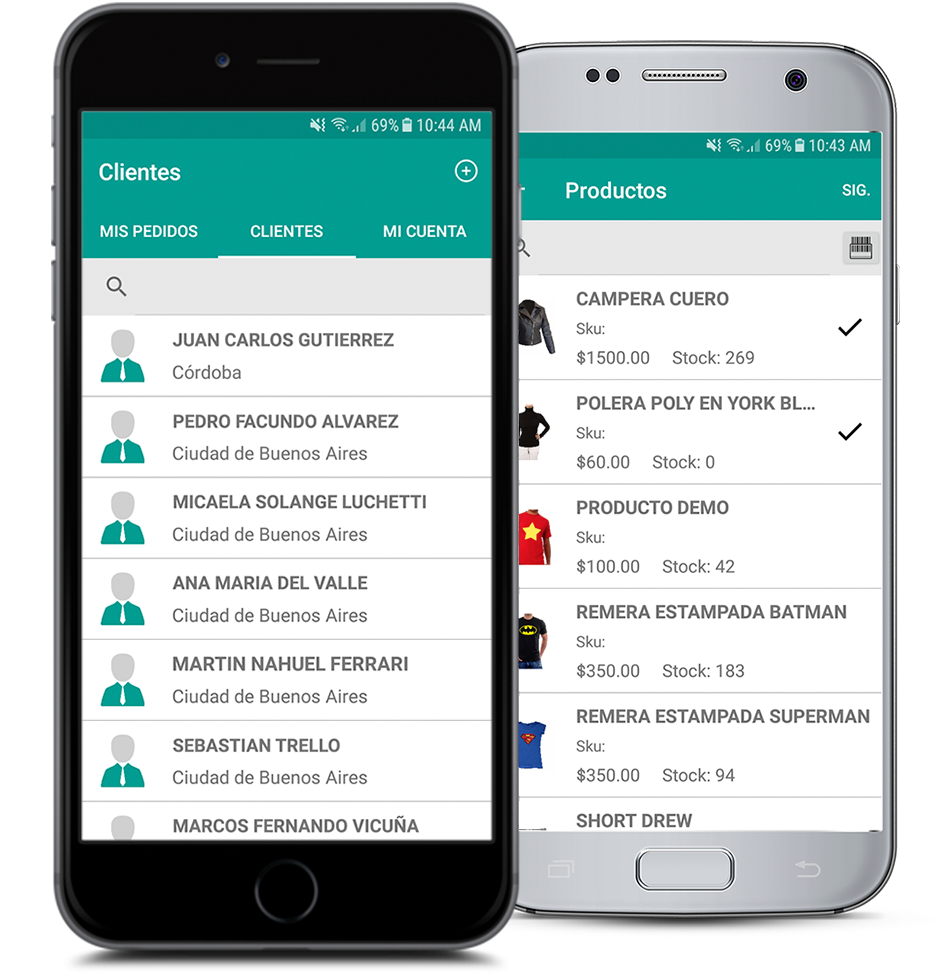 69% 10:44 AM
Clientes
MIS PEDIDOS CLIENTES MI CUENTA
JUAN CARLOS GUTIERREZ
Córdoba
PEDRO FACUNDO ALVAREZ
Ciudad de Buenos Aires
MICAELA SOLANGE LUCHETTI
Ciudad de Buenos Aires
ANA MARIA DEL VALLE
Ciudad de Buenos Aires
MARTIN NAHUEL FERRARI
Ciudad de Buenos Aires
SEBASTIAN TRELLO
Ciudad de Buenos Aires
MARCOS FERNANDO VICUÑA
69% 10:43 AM
Productos SIG.
CAMPERA CUERO
Sku:
$1500.00 Stock: 269
POLERA POLY EN YORK BL...
Sku:
$60.00 Stock: 0
PRODUCTO DEMO
Sku:
$100.00 Stock: 42
REMERA ESTAMPADA BATMAN
Sku:
$350.00 Stock: 183
REMERA ESTAMPADA SUPERMAN
Sku:
$350.00 Stock: 94
SHORT DREW